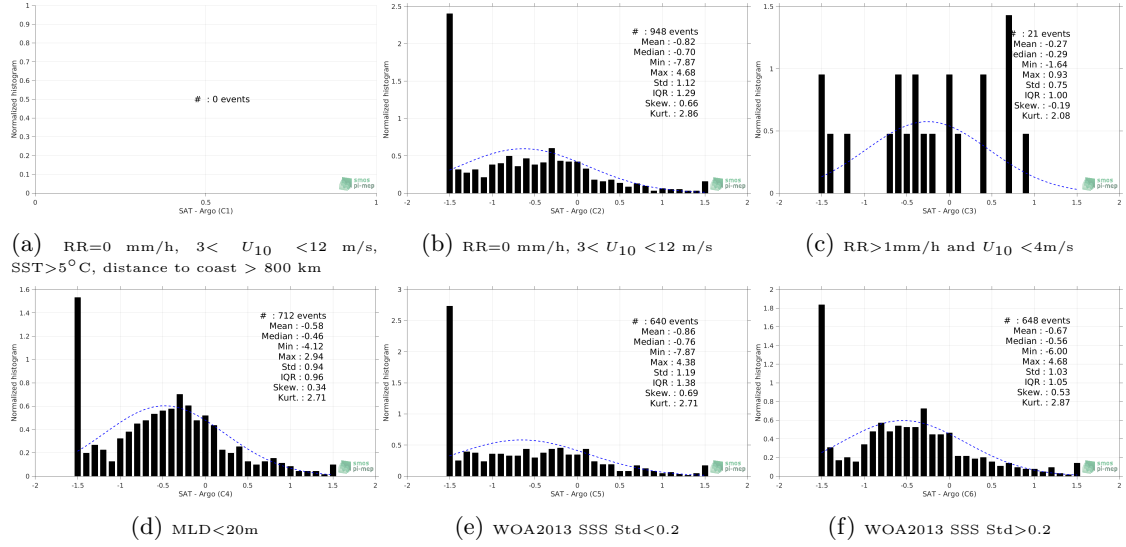 1
0.9
0.8
0.7
0.6
0.5
0.4
0.3
0.2
0.1
0
Normalized histogram
# : 0 events
smos
pi-mep
0 0.5 1
SAT - Argo (C1)
2.5
2
1.5
1
0.5
0
Normalized histogram
# : 948 events
Mean : -0.82
Median : -0.70
Min : -7.87
Max : 4.68
Std : 1.12
IQR : 1.29
Skew. : 0.66
Kurt. : 2.86
smos
pi-mep
-2 -1.5 -1 -0.5 0 0.5 1 1.5 2
SAT - Argo (C2)
1.5
1
0.5
0
Normalized histogram
# : 21 events
Mean : -0.27
edian : -0.29
Min : -1.64
Max : 0.93
Std : 0.75
IQR : 1.00
Skew. : -0.19
Kurt. : 2.08
smos
pi-mep
-2 -1.5 -1 -0.5 0 0.5 1 1.5 2
SAT - Argo (C3)
(a) RR=0 mm/h, 3< U10 <12 m/s,
SST>5°C, distance to coast > 800 km
(b) RR=0 mm/h, 3< U10 <12 m/s
(c) RR>1mm/h and U10 <4m/s
1.6
1.4
1.2
1
0.8
0.6
0.4
0.2
0
Normalized histogram
# : 712 events
Mean : -0.58
Median : -0.46
Min : -4.12
Max : 2.94
Std : 0.94
IQR : 0.96
Skew. : 0.34
Kurt. : 2.71
smos
pi-mep
-2 -1.5 -1 -0.5 0 0.5 1 1.5 2
SAT - Argo (C4)
3
2.5
2
1.5
1
0.5
0
Normalized histogram
# : 640 events
Mean : -0.86
Median : -0.76
Min : -7.87
Max : 4.38
Std : 1.19
IQR : 1.38
Skew. : 0.69
Kurt. : 2.71
smos
pi-mep
-2 -1.5 -1 -0.5 0 0.5 1 1.5 2
SAT - Argo (C5)
2
1.8
1.6
1.4
1.2
1
0.8
0.6
0.4
0.2
0
Normalized histogram
# : 648 events
Mean : -0.67
Median : -0.56
Min : -6.00
Max : 4.68
Std : 1.03
IQR : 1.05
Skew. : 0.53
Kurt. : 2.87
smos
pi-mep
-2 -1.5 -1 -0.5 0 0.5 1 1.5 2
SAT - Argo (C6)
(d) MLD<20m
(e) WOA2013 SSS Std<0.2
(f) WOA2013 SSS Std>0.2